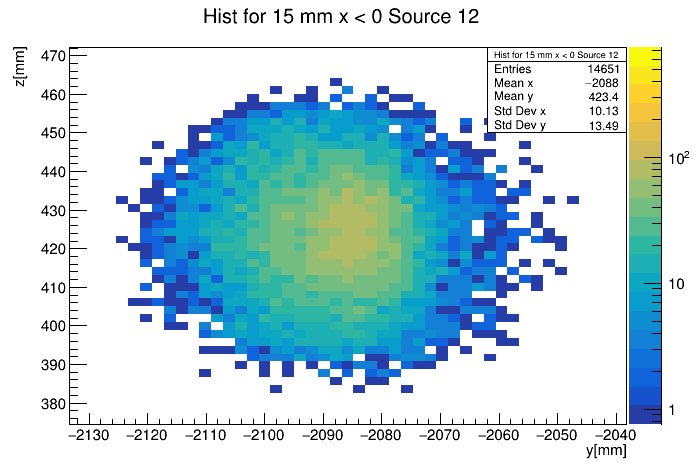 Hist for 15 mm x < 0 Source 12
z[mm]
470
460
450
440
430
420
410
400
390
380
Hist for 15 mm x < 0 Source 12
Entries 14651
Mean x −2088
Mean y 423.4
Std Dev x 10.13
Std Dev y 13.49
10²
10
1
−2130 −2120 −2110 −2100 −2090 −2080 −2070 −2060 −2050 −2040
y[mm]